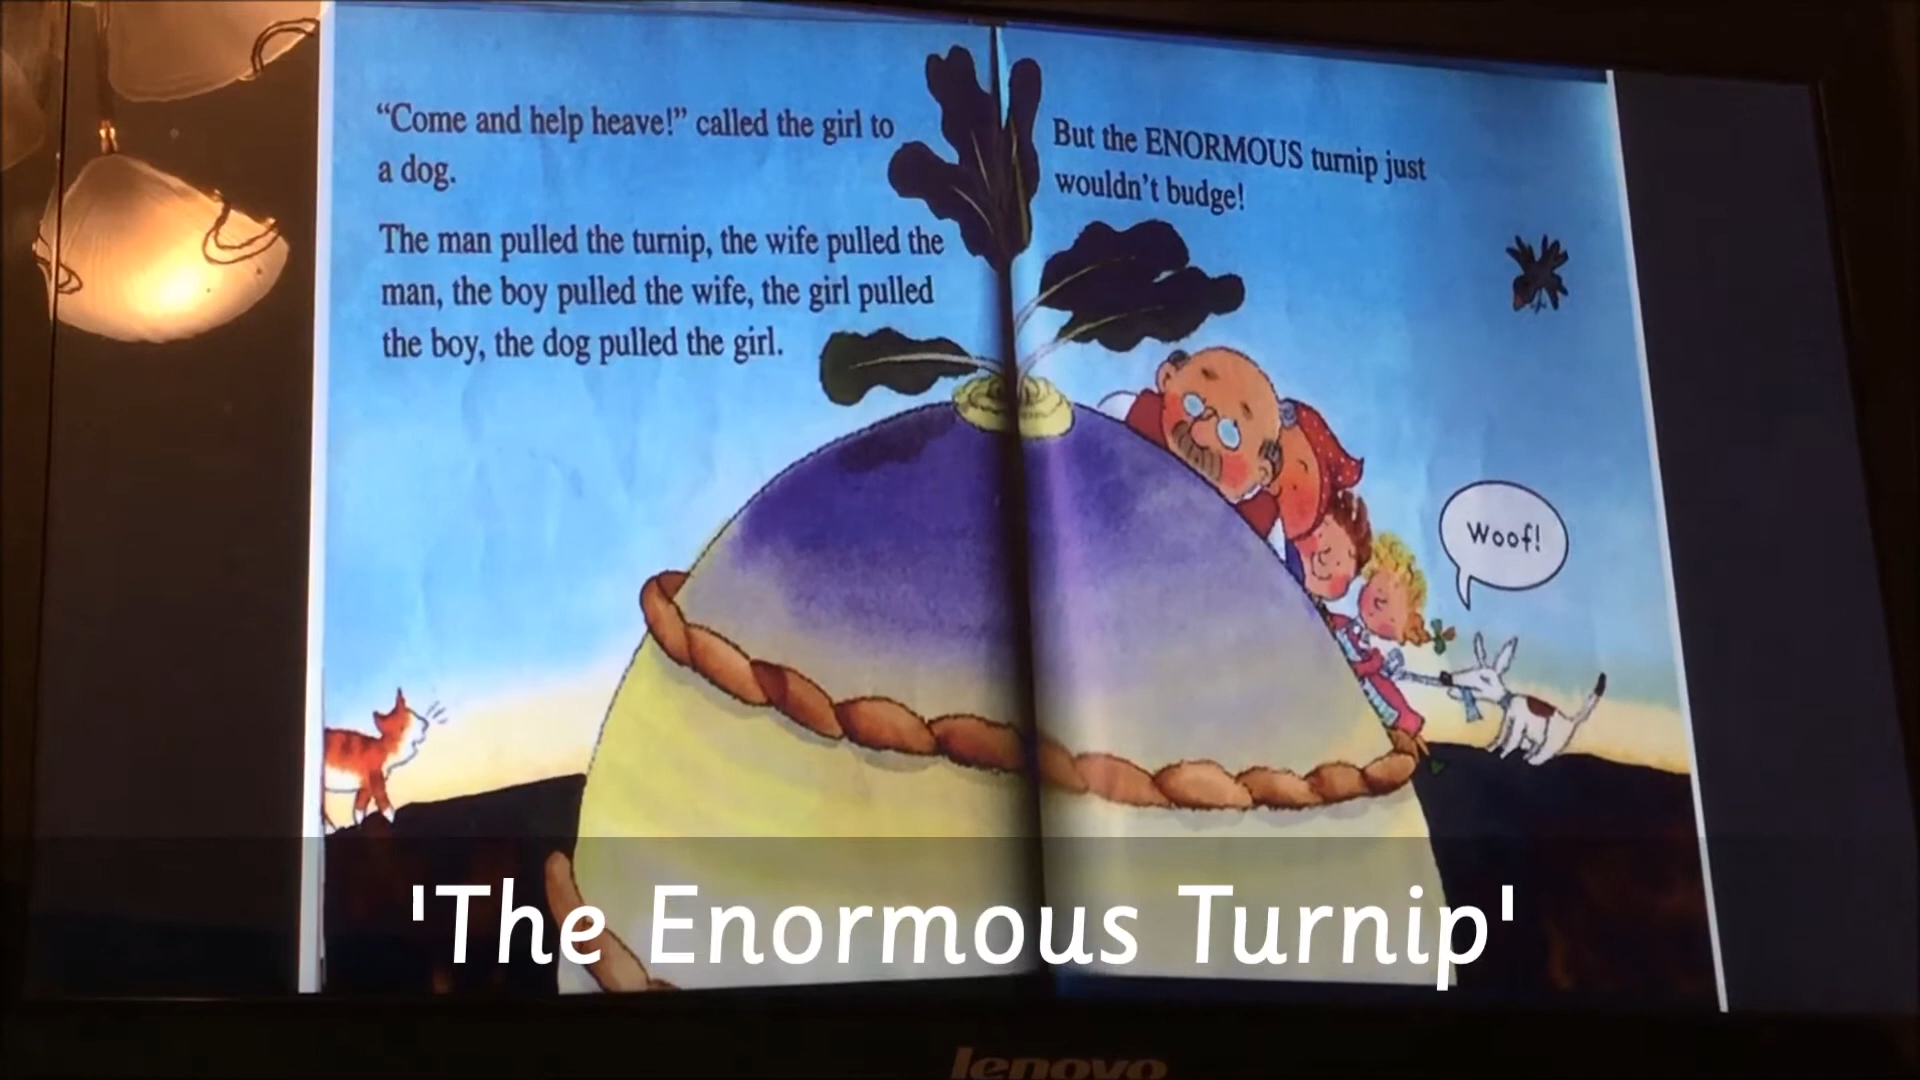 “Come and help heave!” called the girl to
a dog.
The man pulled the turnip, the wife pulled the
man, the boy pulled the wife, the girl pulled
the boy, the dog pulled the girl.
But the ENORMOUS turnip just
wouldn’t budge!
Woof!
'The Enormous Turnip'
lenovo